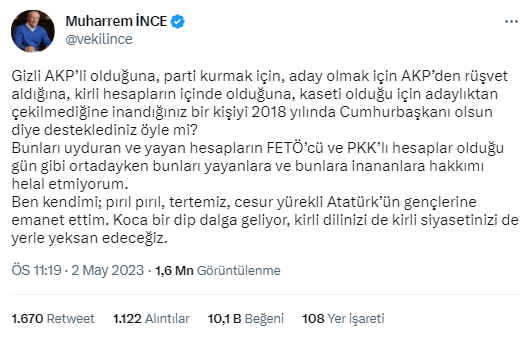 Muharrem İNCE
@vekilince
Gizli AKP'li olduğuna, parti kurmak için, aday olmak için AKP'den rüşvet
aldığına, kirli hesapların içinde olduğuna, kaseti olduğu için adaylıktan
çekilmediğine inandığınız bir kişiyi 2018 yılında Cumhurbaşkanı olsun
diye desteklediniz öyle mi?
Bunları uyduran ve yayan hesapların FETÖ'cü ve PKK'lı hesaplar olduğu
gün gibi ortadayken bunları yayanlara ve bunlara inananlara hakkımı
helal etmiyorum.
Ben kendimi; pırıl pırıl, tertemiz, cesur yürekli Atatürk'ün gençlerine
emanet ettim. Koca bir dip dalga geliyor, kirli dilinizi de kirli siyasetinizi de
yerle yeksan edeceğiz.
ÖS 11:19 · 2 May 2023 · 1,6 Mn Görüntülenme
1.670 Retweet 1.122 Alıntılar 10,1 B Beğeni 108 Yer işareti